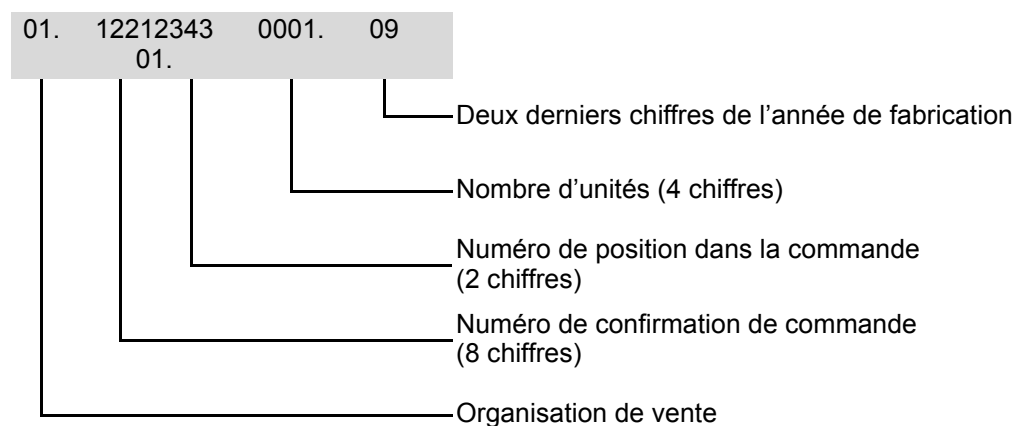 01. 12212343 0001. 09
01.
Deux derniers chiffres de l’année de fabrication
Nombre d’unités (4 chiffres)
Numéro de position dans la commande
(2 chiffres)
Numéro de confirmation de commande
(8 chiffres)
Organisation de vente